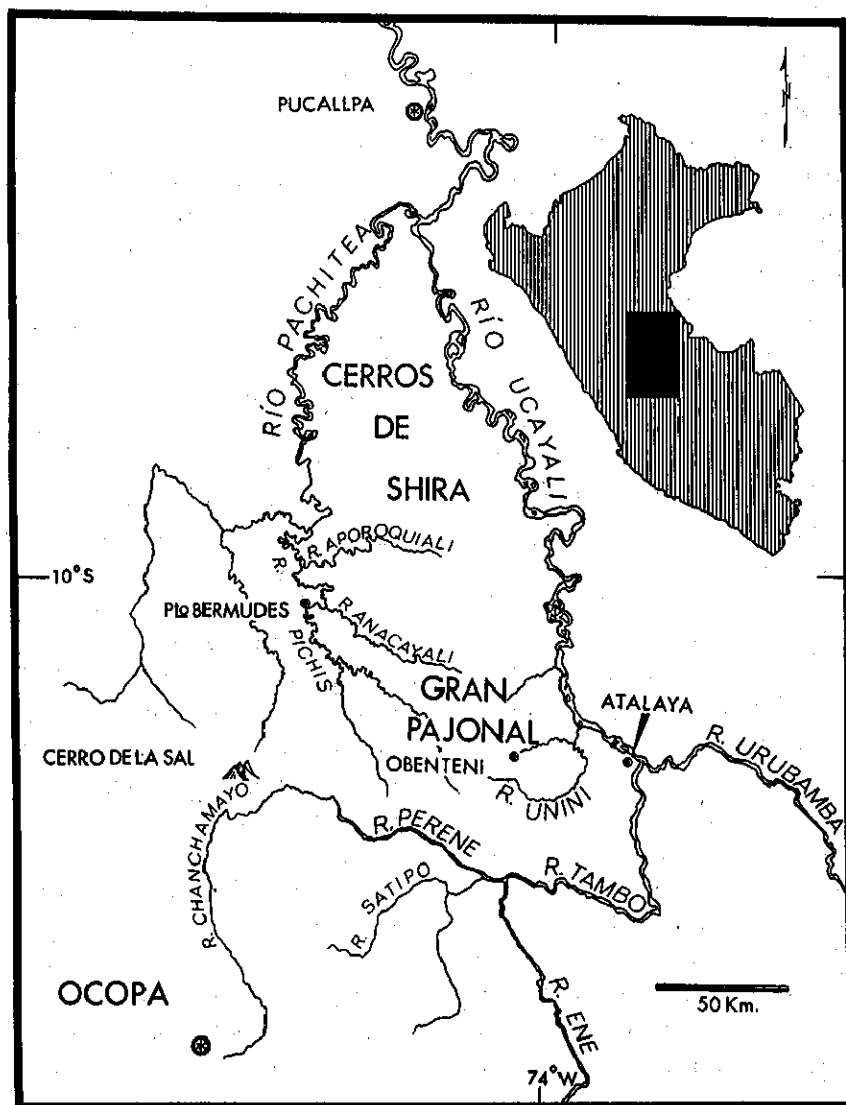 PUCALLPA
RÍO PACHITEA
RÍO UCAYALI
CERROS
DE
SHIRA
R. APOROQUIALI
10°S
R. PICHIS
Pto BERMUDES
R. ANACAYALI
GRAN
PAJONAL
ATALAYA
CERRO DE LA SAL
OBENTENI
R. URUBAMBA
R. UNINI
R. CHANCHAMAYO
R. PERENE
R. SATIPO
R. TAMBO
OCOPA
50 Km.
R. ENE
74°W